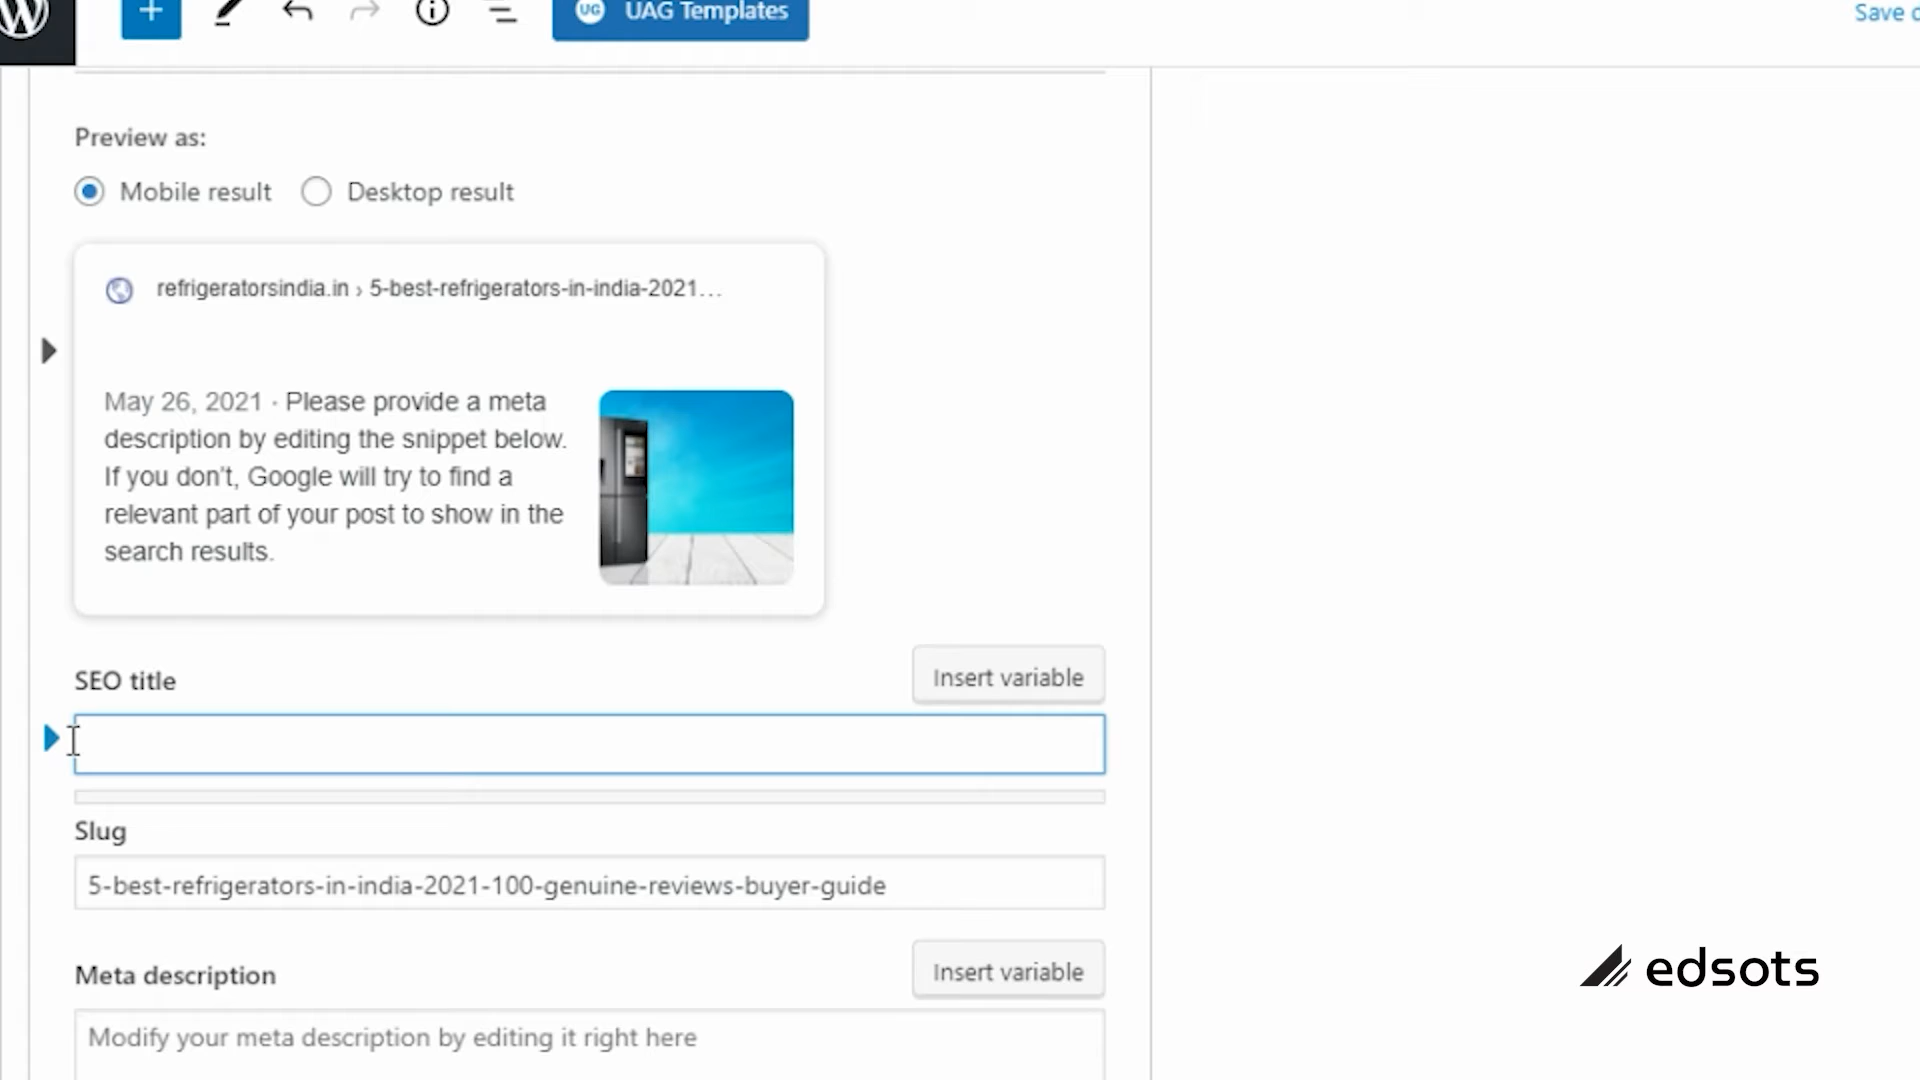 UG UAG Templates
Save
Preview as:
Mobile result Desktop result
refrigeratorsindia.in › 5-best-refrigerators-in-india-2021...
May 26, 2021 · Please provide a meta
description by editing the snippet below.
If you don't, Google will try to find a
relevant part of your post to show in the
search results.
SEO title
Insert variable
Slug
5-best-refrigerators-in-india-2021-100-genuine-reviews-buyer-guide
Meta description
Insert variable
Modify your meta description by editing it right here
edsots